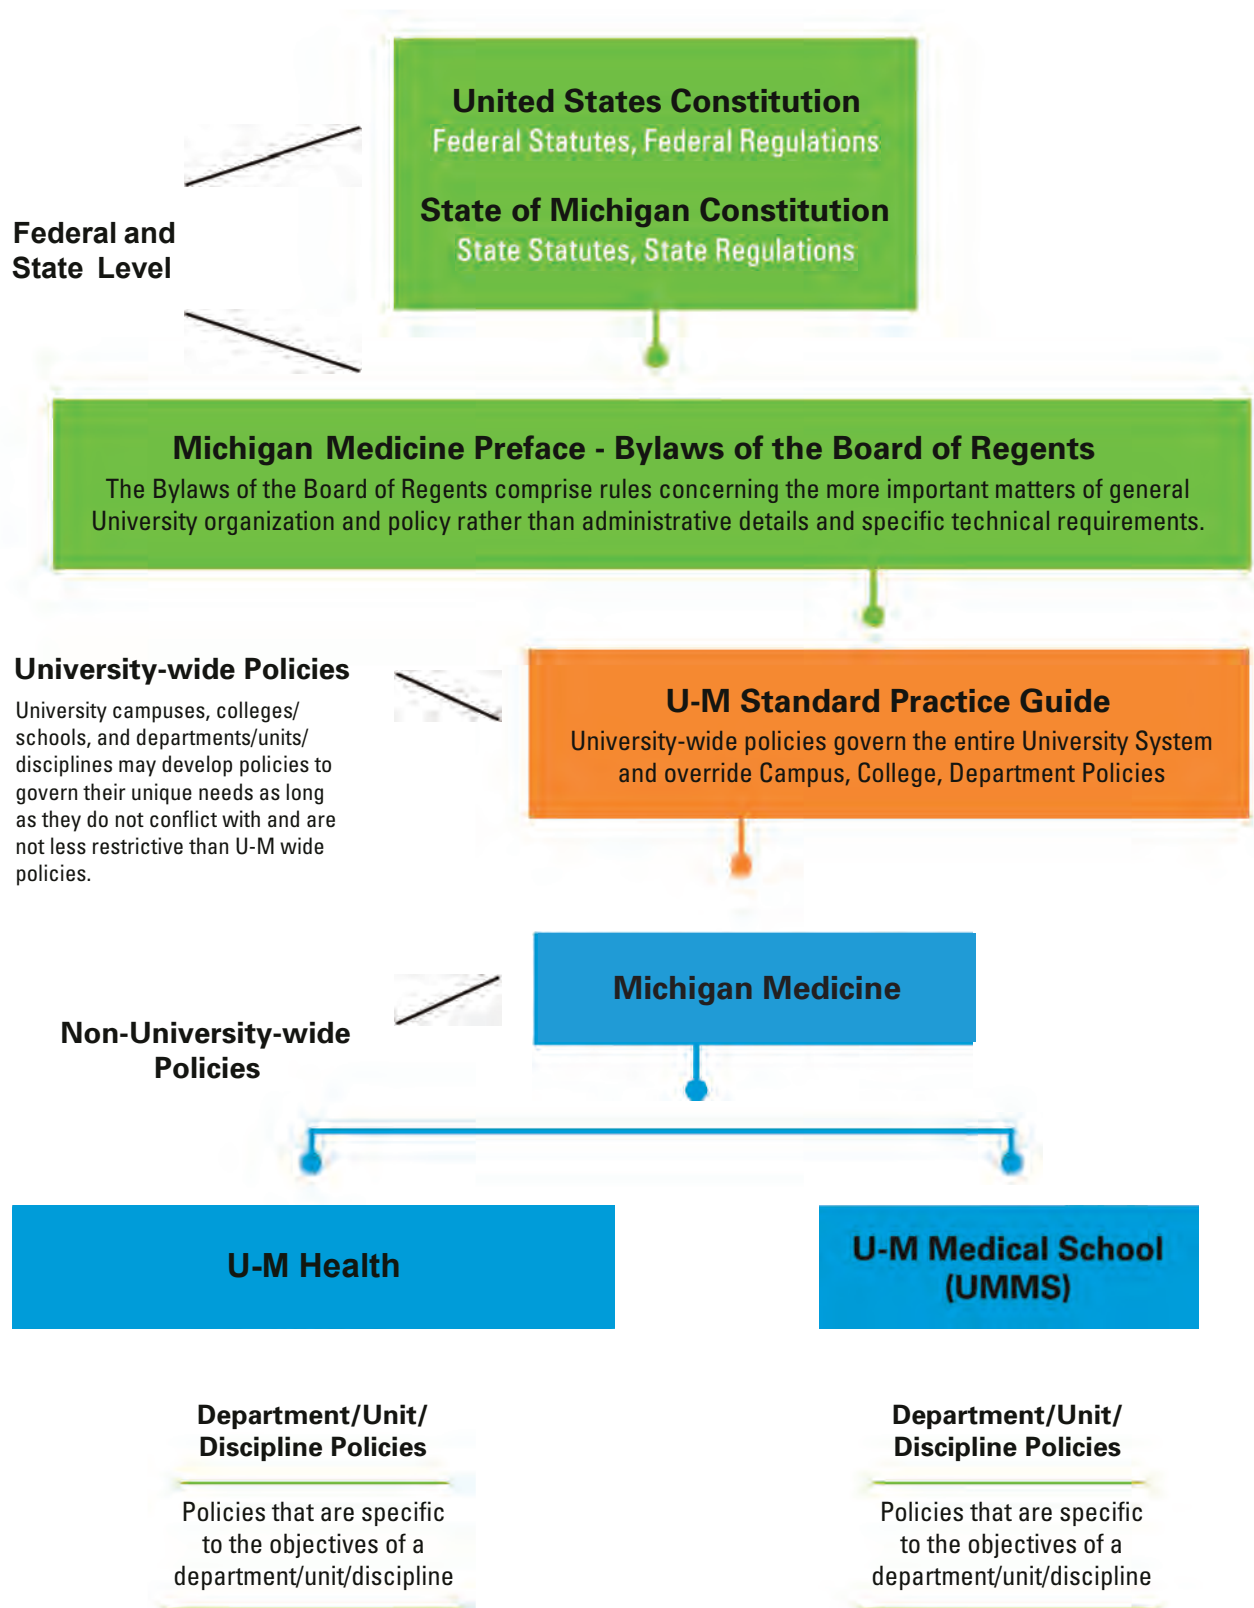 United States Constitution
Federal Statutes, Federal Regulations
State of Michigan Constitution
State Statutes, State Regulations
Federal and
State Level
Michigan Medicine Preface - Bylaws of the Board of Regents
The Bylaws of the Board of Regents comprise rules concerning the more important matters of general
University organization and policy rather than administrative details and specific technical requirements.
University-wide Policies
University campuses, colleges/
schools, and departments/units/
disciplines may develop policies to
govern their unique needs as long
as they do not conflict with and are
not less restrictive than U-M wide
policies.
U-M Standard Practice Guide
University-wide policies govern the entire University System
and override Campus, College, Department Policies
Michigan Medicine
Non-University-wide
Policies
U-M Health
U-M Medical School
(UMMS)
Department/Unit/
Discipline Policies
Policies that are specific
to the objectives of a
department/unit/discipline
Department/Unit/
Discipline Policies
Policies that are specific
to the objectives of a
department/unit/discipline